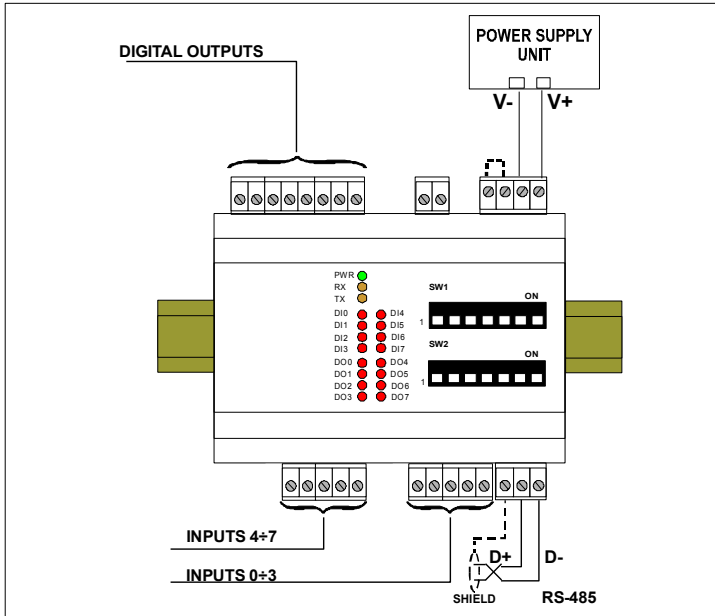 DIGITAL OUTPUTS
POWER SUPPLY
UNIT
V- V+
PWR
RX
TX
DI0 DI4
DI1 DI5
DI2 DI6
DI3 DI7
DO0 DO4
DO1 DO5
DO2 DO6
DO3 DO7
SW1
ON
1
SW2
ON
1
INPUTS 4÷7
INPUTS 0÷3
D+ D-
SHIELD
RS-485